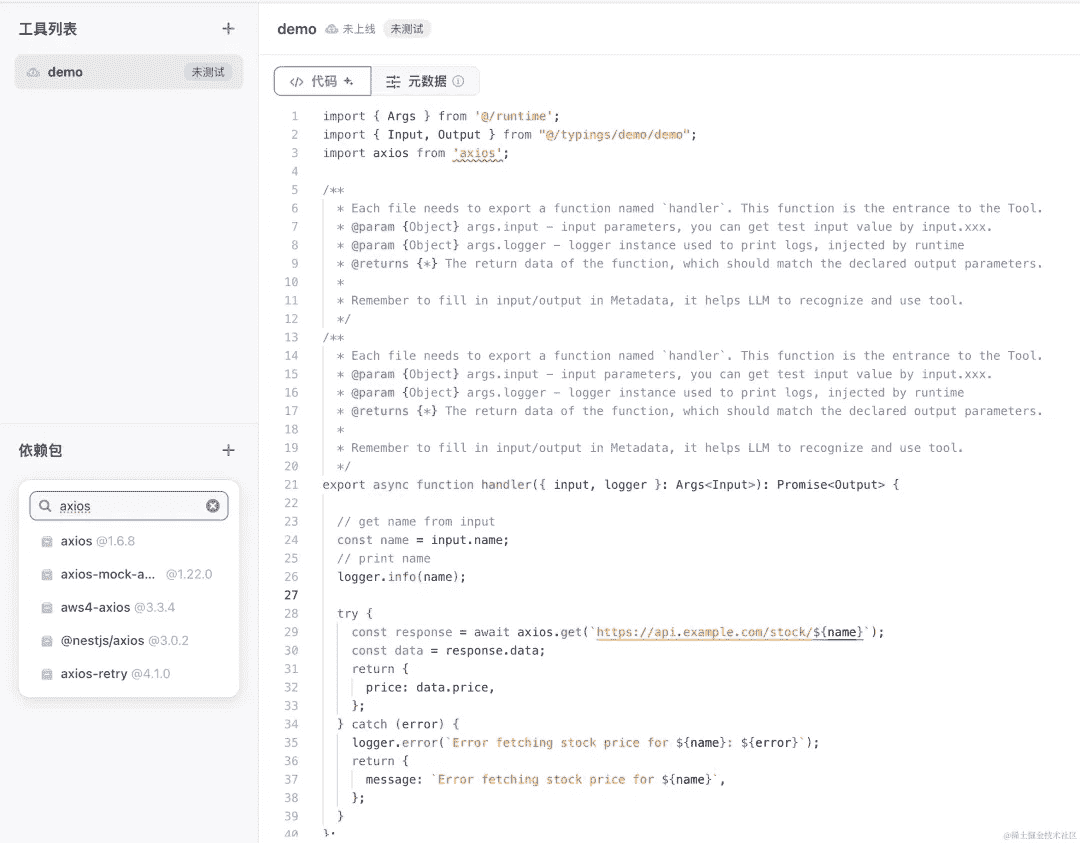 工具列表
demo 未测试
依赖包
axios
axios @1.6.8
axios-mock-a... @1.22.0
aws4-axios @3.3.4
@nestjs/axios @3.0.2
axios-retry @4.1.0
demo 未上线 未测试
</> 代码 元数据
1 import { Args } from '@/runtime';
2 import { Input, Output } from "@/typings/demo/demo";
3 import axios from 'axios';
4
5 /**
6 * Each file needs to export a function named `handler`. This function is the entrance to the Tool.
7 * @param {Object} args.input - input parameters, you can get test input value by input.xxx.
8 * @param {Object} args.logger - logger instance used to print logs, injected by runtime
9 * @returns {*} The return data of the function, which should match the declared output parameters.
10 *
11 * Remember to fill in input/output in Metadata, it helps LLM to recognize and use tool.
12 */
13 /**
14 * Each file needs to export a function named `handler`. This function is the entrance to the Tool.
15 * @param {Object} args.input - input parameters, you can get test input value by input.xxx.
16 * @param {Object} args.logger - logger instance used to print logs, injected by runtime
17 * @returns {*} The return data of the function, which should match the declared output parameters.
18 *
19 * Remember to fill in input/output in Metadata, it helps LLM to recognize and use tool.
20 */
21 export async function handler({ input, logger }: Args<Input>): Promise<Output> {
22
23 // get name from input
24 const name = input.name;
25 // print name
26 logger.info(name);
27
28 try {
29 const response = await axios.get(`https://api.example.com/stock/${name}`);
30 const data = response.data;
31 return {
32 price: data.price,
33 };
34 } catch (error) {
35 logger.error(`Error fetching stock price for ${name}: ${error}`);
36 return {
37 message: `Error fetching stock price for ${name}`,
38 };
39 }
40 };
@稀土掘金技术社区